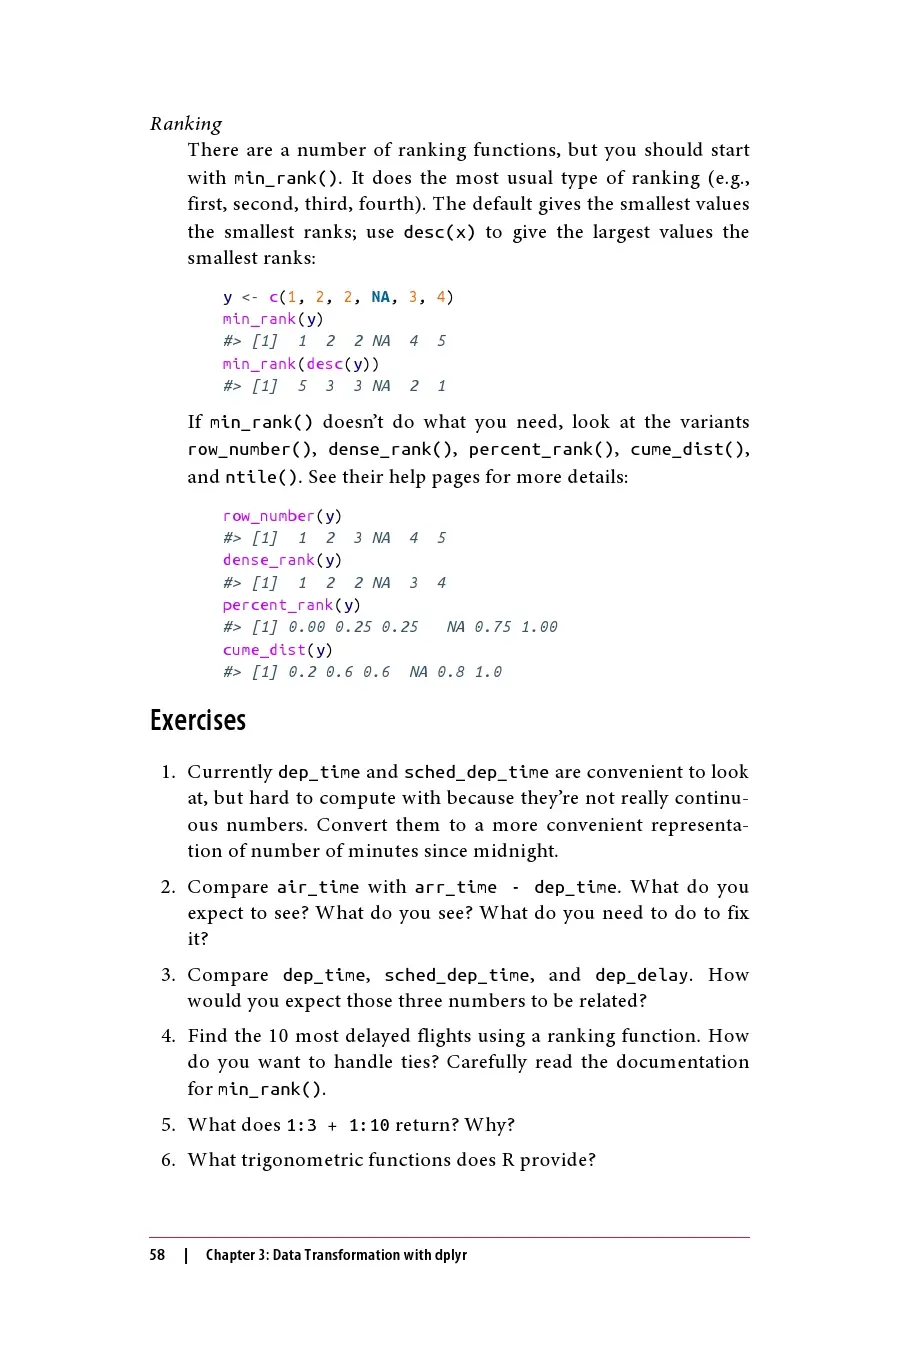 Ranking
There are a number of ranking functions, but you should start
with min_rank(). It does the most usual type of ranking (e.g.,
first, second, third, fourth). The default gives the smallest values
the smallest ranks; use desc(x) to give the largest values the
smallest ranks:
y <- c(1, 2, 2, NA, 3, 4)
min_rank(y)
#> [1]  1  2  2 NA  4  5
min_rank(desc(y))
#> [1]  5  3  3 NA  2  1
If min_rank() doesn’t do what you need, look at the variants
row_number(), dense_rank(), percent_rank(), cume_dist(),
and ntile(). See their help pages for more details:
row_number(y)
#> [1]  1  2  3 NA  4  5
dense_rank(y)
#> [1]  1  2  2 NA  3  4
percent_rank(y)
#> [1] 0.00 0.25 0.25   NA 0.75 1.00
cume_dist(y)
#> [1] 0.2 0.6 0.6  NA 0.8 1.0
Exercises
1. Currently dep_time and sched_dep_time are convenient to look
at, but hard to compute with because they’re not really continu-
ous numbers. Convert them to a more convenient representa-
tion of number of minutes since midnight.
2. Compare air_time with arr_time - dep_time. What do you
expect to see? What do you see? What do you need to do to fix
it?
3. Compare dep_time, sched_dep_time, and dep_delay. How
would you expect those three numbers to be related?
4. Find the 10 most delayed flights using a ranking function. How
do you want to handle ties? Carefully read the documentation
for min_rank().
5. What does 1:3 + 1:10 return? Why?
6. What trigonometric functions does R provide?
58 | Chapter 3: Data Transformation with dplyr